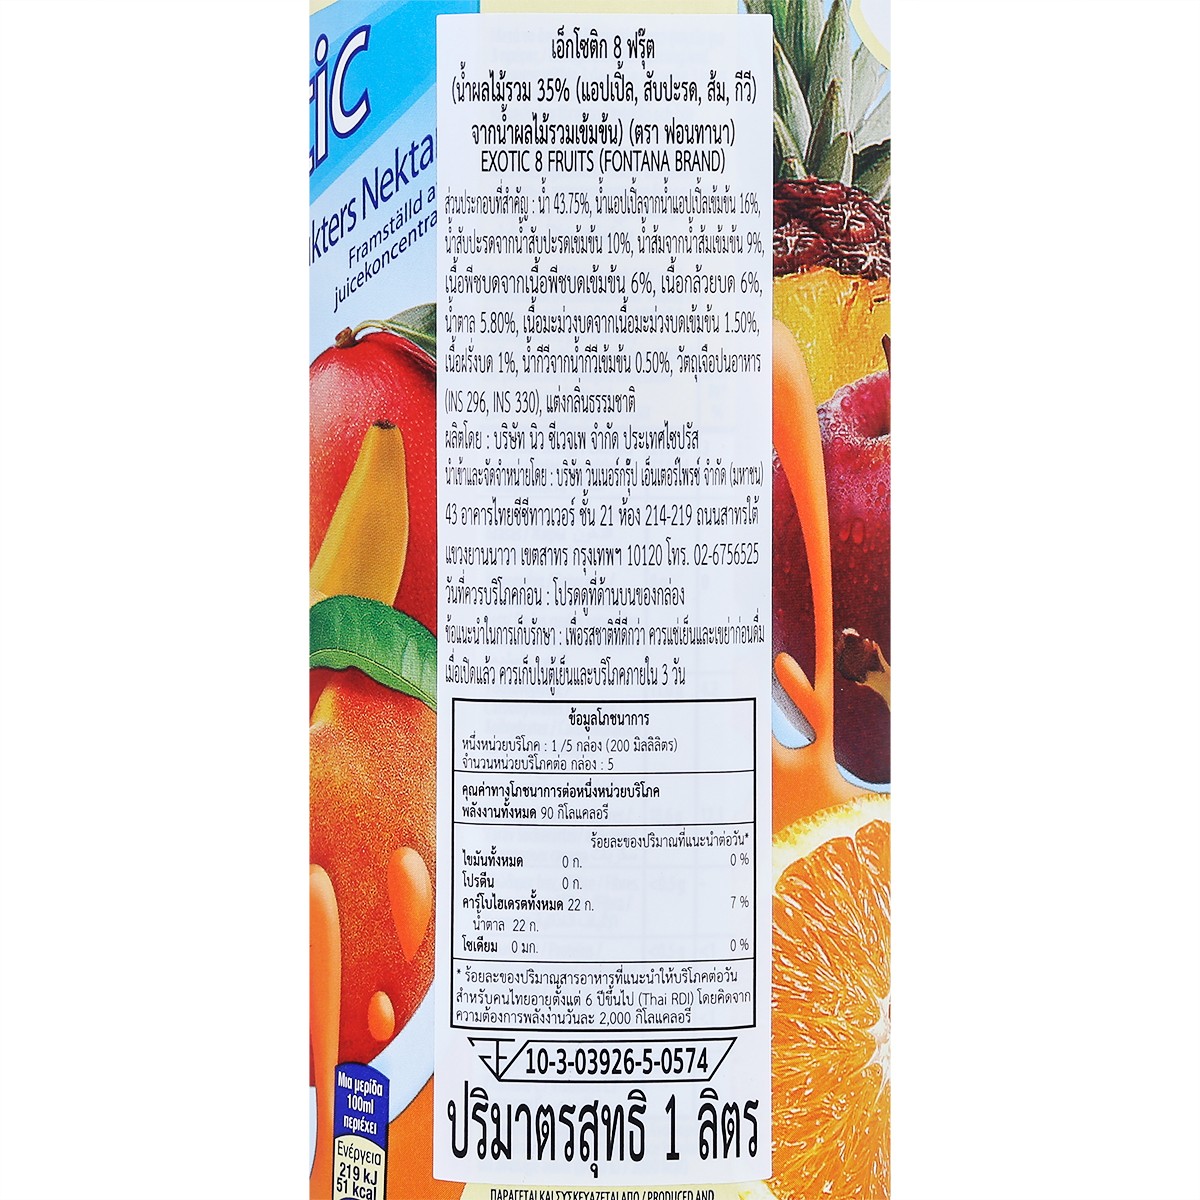 ic
kters Nekta
Framställd a
juicekoncentra
เอ็กโซติก 8 ฟรุ๊ต
(น้ำผลไม้รวม 35% (แอปเปิ้ล, สับปะรด, ส้ม, กีวี)
จากน้ำผลไม้รวมเข้มข้น) (ตรา ฟอนทานา)
EXOTIC 8 FRUITS (FONTANA BRAND)
ส่วนประกอบที่สำคัญ : น้ำ 43.75%, น้ำแอปเปิ้ลจากน้ำแอปเปิ้ลเข้มข้น 16%,
น้ำสับปะรดจากน้ำสับปะรดเข้มข้น 10%, น้ำส้มจากน้ำส้มเข้มข้น 9%,
เนื้อพีชบดจากเนื้อพีชบดเข้มข้น 6%, เนื้อกล้วยบด 6%,
น้ำตาล 5.80%, เนื้อมะม่วงบดจากเนื้อมะม่วงบดเข้มข้น 1.50%,
เนื้อฝรั่งบด 1%, น้ำกีวีจากน้ำกีวีเข้มข้น 0.50%, วัตถุเจือปนอาหาร
(INS 296, INS 330), แต่งกลิ่นธรรมชาติ
ผลิตโดย : บริษัท นิว ซีเวจเพ จำกัด ประเทศไซปรัส
นำเข้าและจัดจำหน่ายโดย : บริษัท วินเนอร์กรุ๊ป เอ็นเตอร์ไพรซ์ จำกัด (มหาชน)
43 อาคารไทยซีซีทาวเวอร์ ชั้น 21 ห้อง 214-219 ถนนสาทรใต้
แขวงยานนาวา เขตสาทร กรุงเทพฯ 10120 โทร. 02-6756525
วันที่ควรบริโภคก่อน : โปรดดูที่ด้านบนของกล่อง
ข้อแนะนำในการเก็บรักษา : เพื่อรสชาติที่ดีกว่า ควรแช่เย็นและเขย่าก่อนดื่ม
เมื่อเปิดแล้ว ควรเก็บในตู้เย็นและบริโภคภายใน 3 วัน
ข้อมูลโภชนาการ
หนึ่งหน่วยบริโภค : 1 /5 กล่อง (200 มิลลิลิตร)
จำนวนหน่วยบริโภคต่อ กล่อง : 5
คุณค่าทางโภชนาการต่อหนึ่งหน่วยบริโภค
พลังงานทั้งหมด 90 กิโลแคลอรี
ร้อยละของปริมาณที่แนะนำต่อวัน*
ไขมันทั้งหมด 0 ก. 0 %
โปรตีน 0 ก.
คาร์โบไฮเดรตทั้งหมด 22 ก. 7 %
น้ำตาล 22 ก.
โซเดียม 0 มก. 0 %
* ร้อยละของปริมาณสารอาหารที่แนะนำให้บริโภคต่อวัน
สำหรับคนไทยอายุตั้งแต่ 6 ปีขึ้นไป (Thai RDI) โดยคิดจาก
ความต้องการพลังงานวันละ 2,000 กิโลแคลอรี
10-3-03926-5-0574
ปริมาตรสุทธิ 1 ลิตร
Μια μερίδα
100ml
περιέχει
Ενέργεια
219 kJ
51 kcal
ΠΑΡΑΓΕΤΑΙ ΚΑΙ ΣΥΣΚΕΥΑΖΕΤΑΙ ΑΠΟ / PRODUCED AND